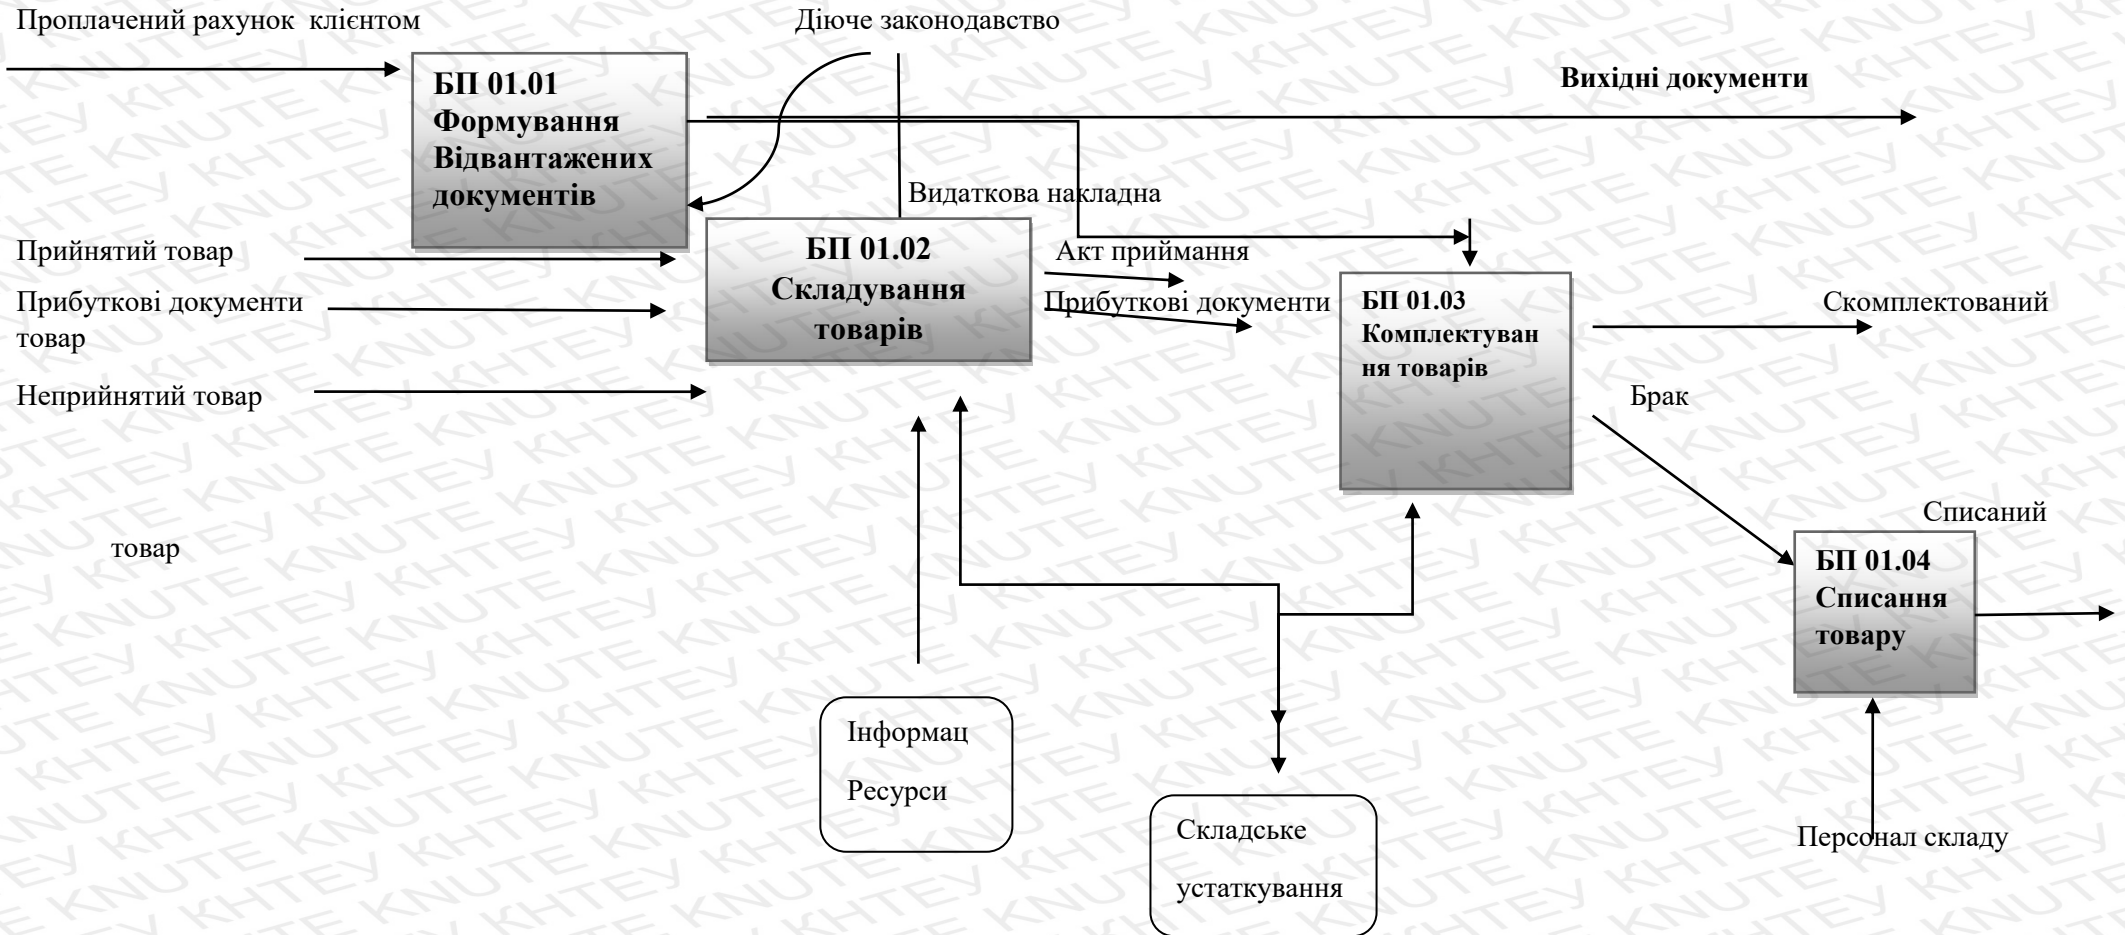 Проплачений рахунок клієнтом
Діюче законодавство
Вихідні документи
БП 01.01
Формування
Відвантажених
документів
Видаткова накладна
Прийнятий товар
БП 01.02
Складування
товарів
Акт приймання
Прибуткові документи
товар
Прибуткові документи
БП 01.03
Комплектуван
ня товарів
Скомплектований
Неприйнятий товар
Брак
Списаний
товар
БП 01.04
Списання
товару
Інформац
Ресурси
Складське
устаткування
Персонал складу
KNUTE КНТЕУ